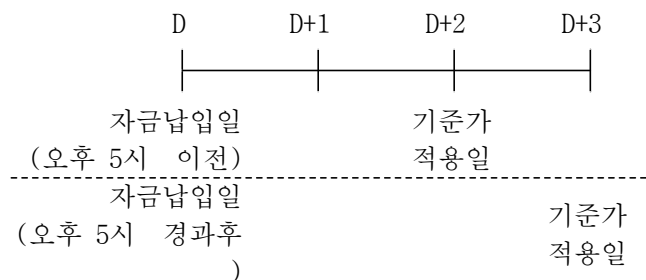 D D+1 D+2 D+3
자금납입일 기준가
(오후 5시 이전) 적용일
자금납입일
(오후 5시 경과후
)
기준가
적용일